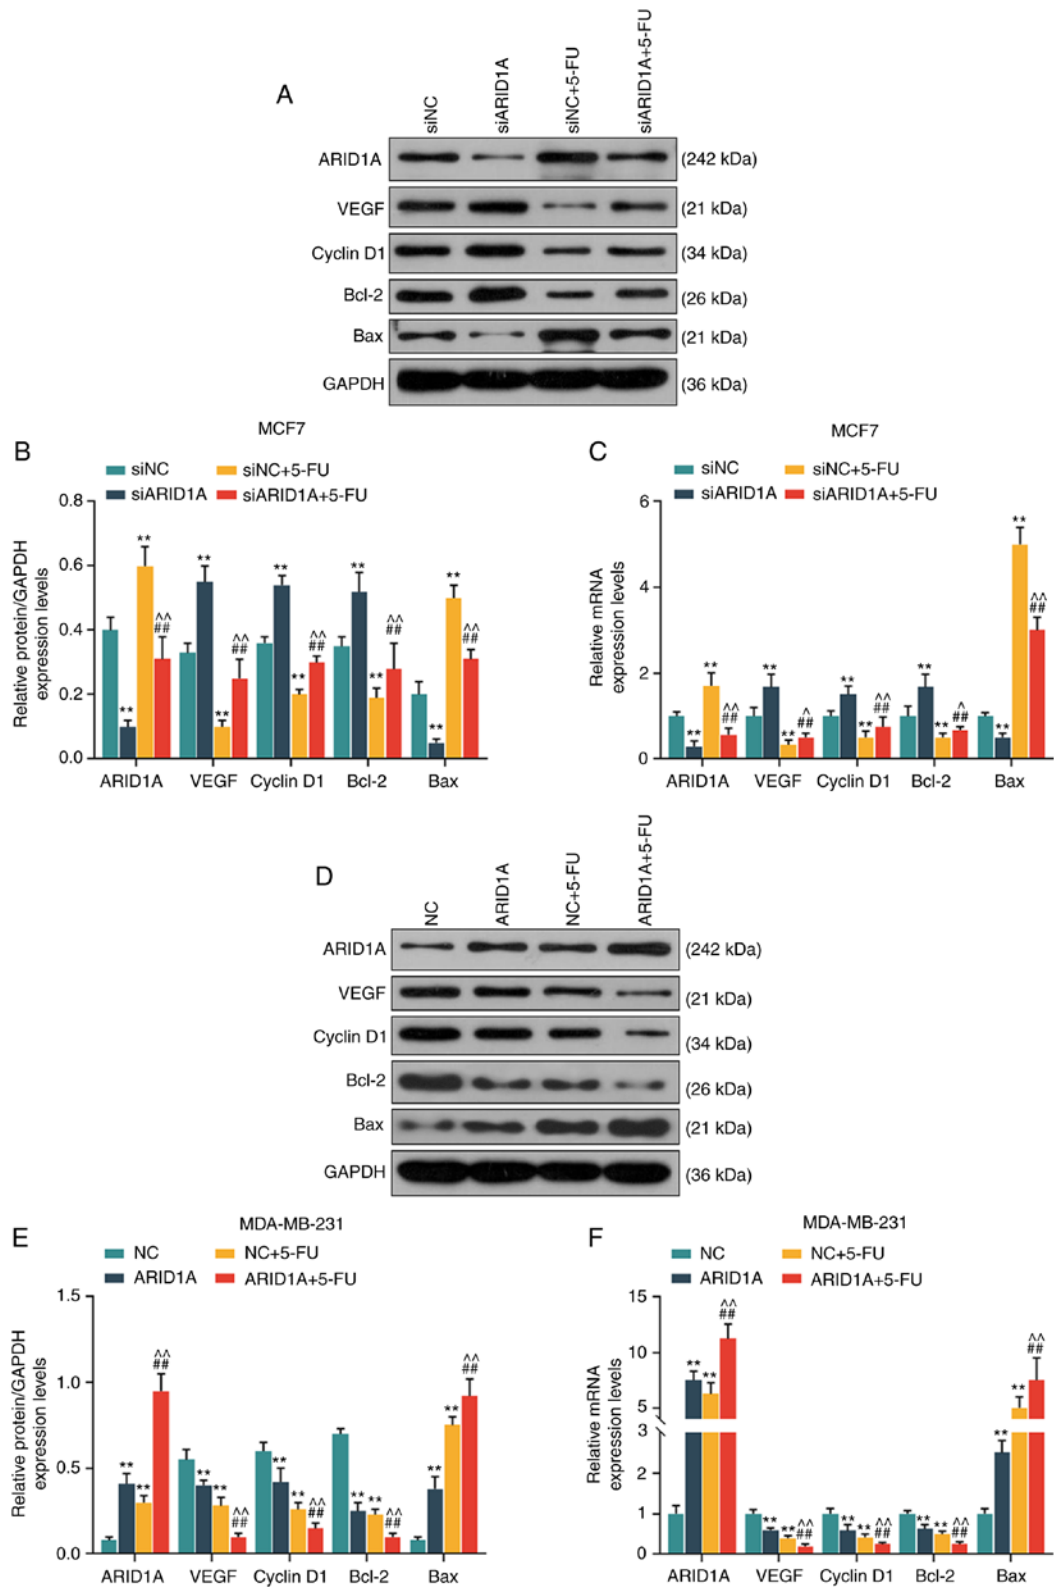 A
siNC
siARID1A
siNC+5-FU
siARID1A+5-FU
ARID1A (242 kDa)
VEGF (21 kDa)
Cyclin D1 (34 kDa)
Bcl-2 (26 kDa)
Bax (21 kDa)
GAPDH (36 kDa)
B
MCF7
siNC siNC+5-FU
siARID1A siARID1A+5-FU
Relative protein/GAPDH
expression levels
0.8
0.6
0.4
0.2
0.0
** ** ^^ ##
** ** ^^ ##
** ** ^^ ##
** ** ^^ ##
** ** ^^ ##
ARID1A VEGF Cyclin D1 Bcl-2 Bax
C
MCF7
siNC siNC+5-FU
siARID1A siARID1A+5-FU
Relative mRNA
expression levels
6
4
2
0
** ** ^^ ##
** ** ^ ##
** ** ^^ ##
** ** ^ ##
** ** ^^ ##
ARID1A VEGF Cyclin D1 Bcl-2 Bax
D
NC
ARID1A
NC+5-FU
ARID1A+5-FU
ARID1A (242 kDa)
VEGF (21 kDa)
Cyclin D1 (34 kDa)
Bcl-2 (26 kDa)
Bax (21 kDa)
GAPDH (36 kDa)
E
MDA-MB-231
NC NC+5-FU
ARID1A ARID1A+5-FU
Relative protein/GAPDH
expression levels
1.5
1.0
0.5
0.0
** ** ^^ ##
** ** ^^ ##
** ** ^^ ##
** ** ^^ ##
** ** ^^ ##
ARID1A VEGF Cyclin D1 Bcl-2 Bax
F
MDA-MB-231
NC NC+5-FU
ARID1A ARID1A+5-FU
Relative mRNA
expression levels
15
10
5
3
2
1
0
** ** ^^ ##
** ** ^^ ##
** ** ^^ ##
** ** ^^ ##
** ** ^^ ##
ARID1A VEGF Cyclin D1 Bcl-2 Bax